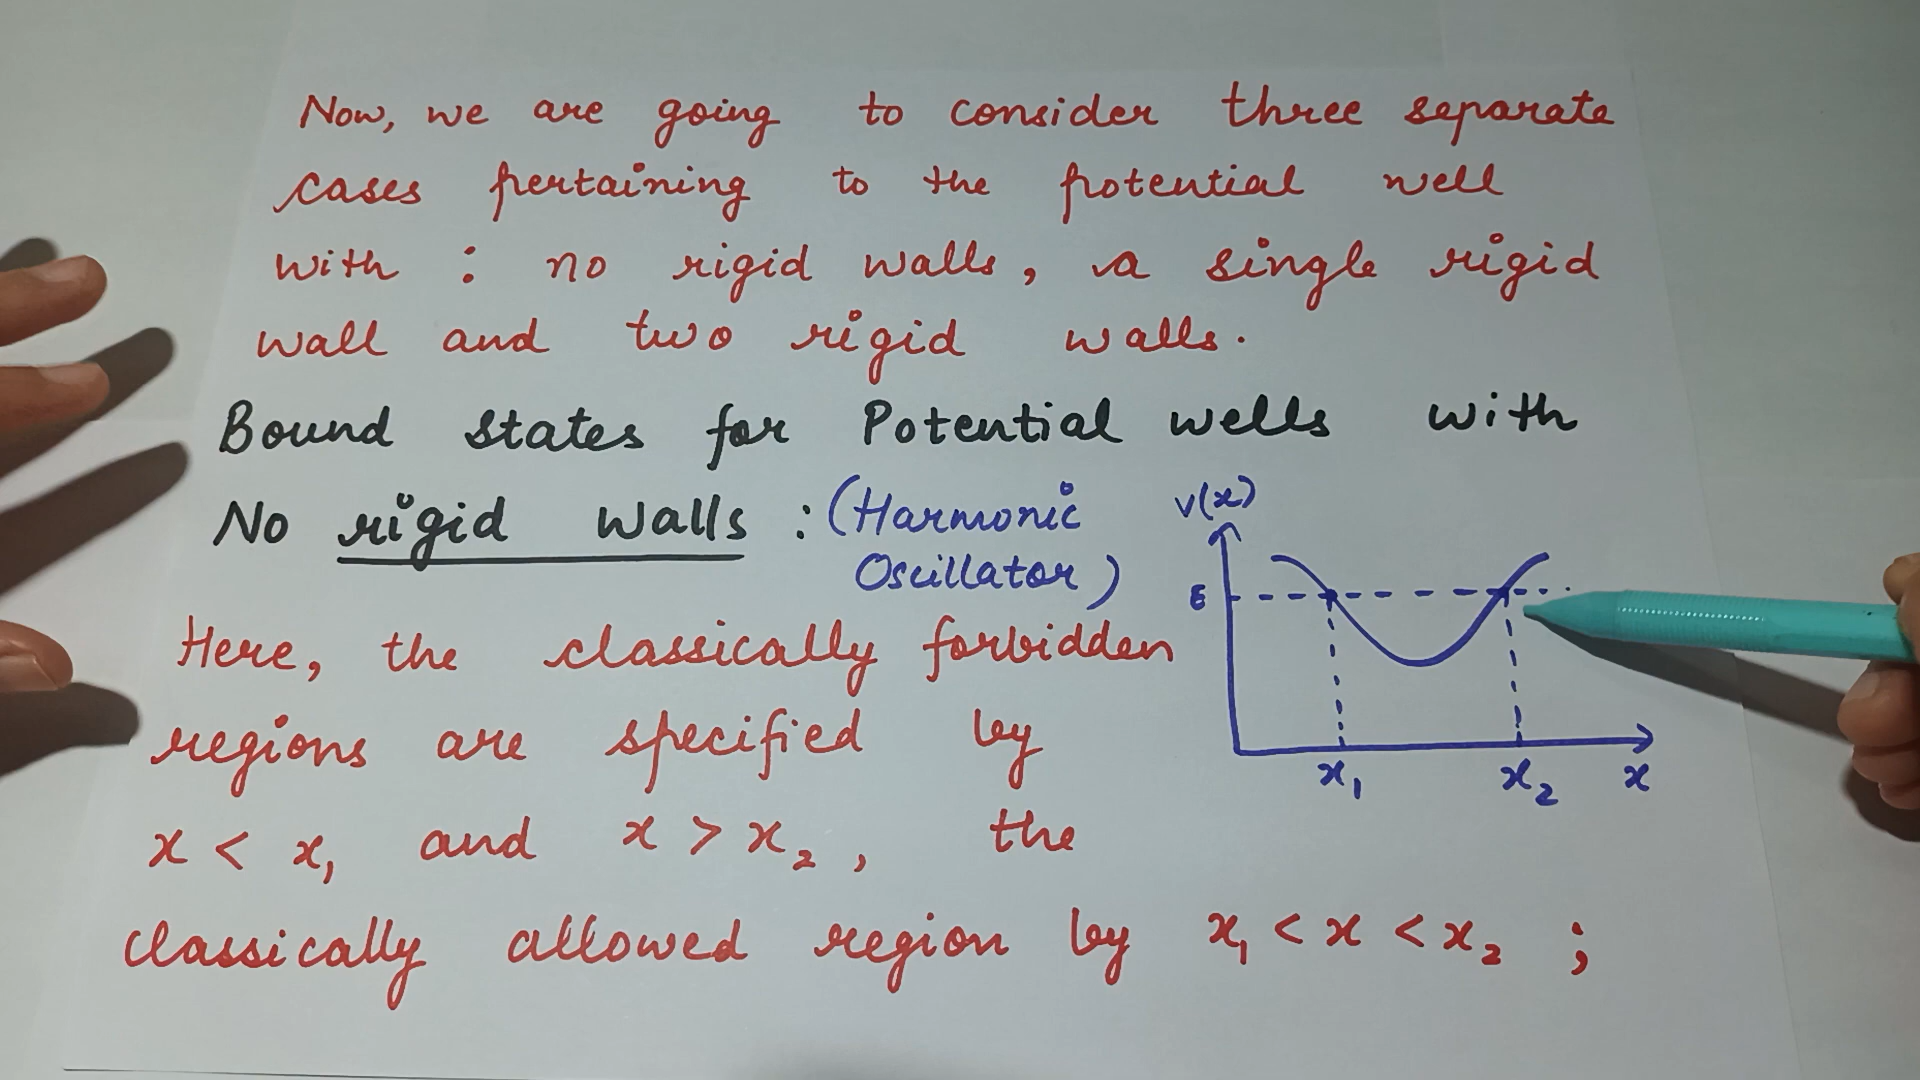 Now, we are going to consider three separate
cases pertaining to the potential well
with : no rigid walls, a single rigid
wall and two rigid walls.
Bound states for Potential wells with
No rigid walls : (Harmonic
Oscillator)
V(x)
E
x₁ x₂ x
Here, the classically forbidden
regions are specified by
x < x₁ and x > x₂, the
classically allowed region by x₁ < x < x₂ ;